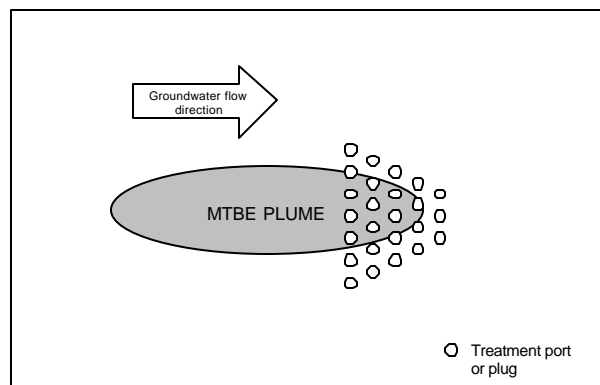 Groundwater flow
direction
MTBE PLUME
Treatment port
or plug